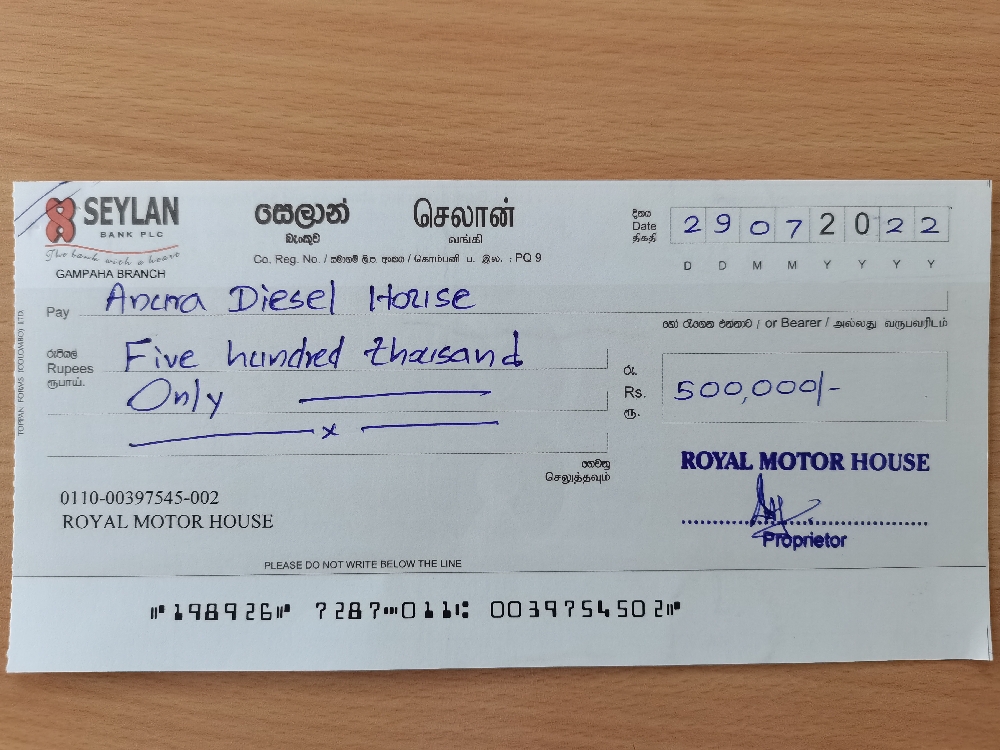 SEYLAN
BANK PLC
The bank with a heart
GAMPAHA BRANCH
සෙලාන්
බැංකුව
செலான்
வங்கி
Co. Reg. No. / සමාගම් ලි.ප. අංකය / கொம்பனி ப. இல. : PQ 9
දිනය
Date
திகதி
2 9 0 7 2 0 2 2
D D M M Y Y Y Y
Pay Diesel House
හෝ රැගෙන එන්නාට / or Bearer / அல்லது வருபவரிடம்
රුපියල්
Rupees
ரூபாய்.
Five hundred thousand
Only
x
රු.
Rs.
ரூ.
500,000/-
ගෙවනු
செலுத்தவும்
TOPPAN FORMS (COLOMBO) LTD.
0110-00397545-002
ROYAL MOTOR HOUSE
ROYAL MOTOR HOUSE
Proprietor
PLEASE DO NOT WRITE BELOW THE LINE
⑈198926⑈ 7287⑉011⑆ 003975450 2⑈